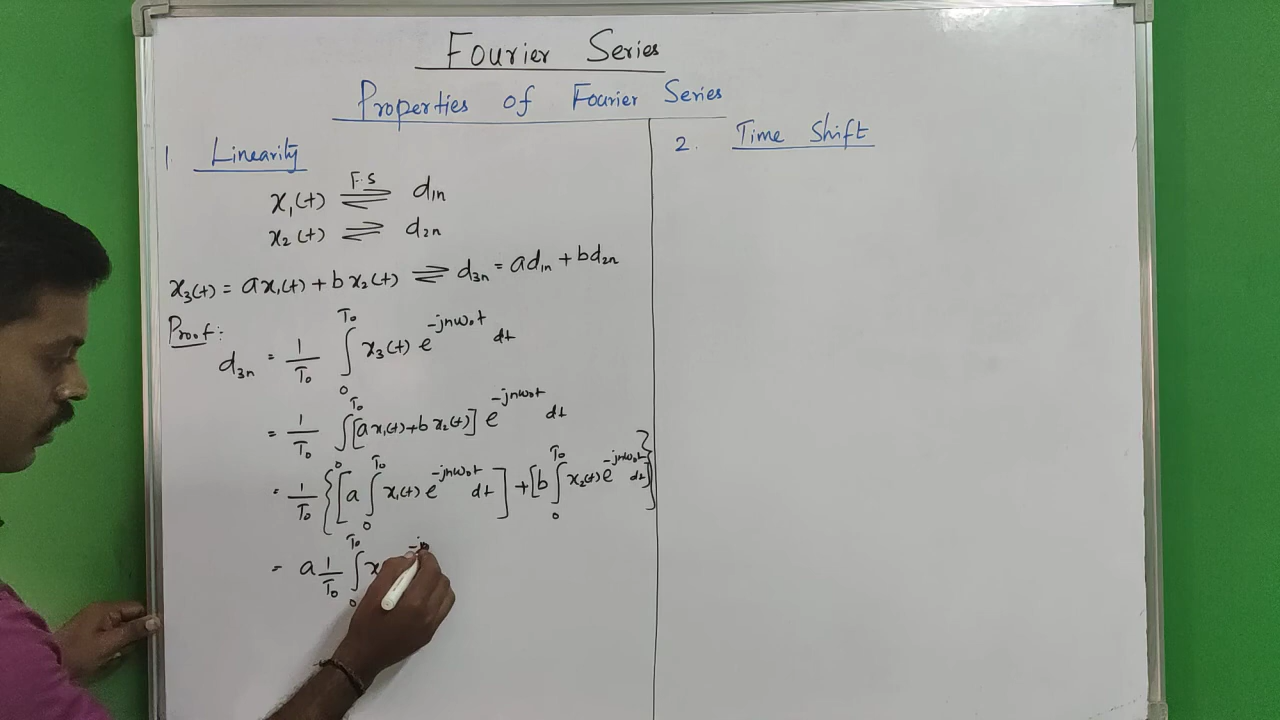 Fourier Series
Properties of Fourier Series
1. Linearity
x₁(t) ⇌ d₁ₙ
F.S
x₂(t) ⇌ d₂ₙ
x₃(t) = a x₁(t) + b x₂(t) ⇌ d₃ₙ = a d₁ₙ + b d₂ₙ
Proof:
d₃ₙ = 1/T₀ ∫₀^T₀ x₃(t) e^-jnω₀t dt
= 1/T₀ ∫₀^T₀ [a x₁(t) + b x₂(t)] e^-jnω₀t dt
= 1/T₀ { [a ∫₀^T₀ x₁(t) e^-jnω₀t dt] + [b ∫₀^T₀ x₂(t) e^-jnω₀t dt] }
= a 1/T₀ ∫₀^T₀ x
2. Time Shift